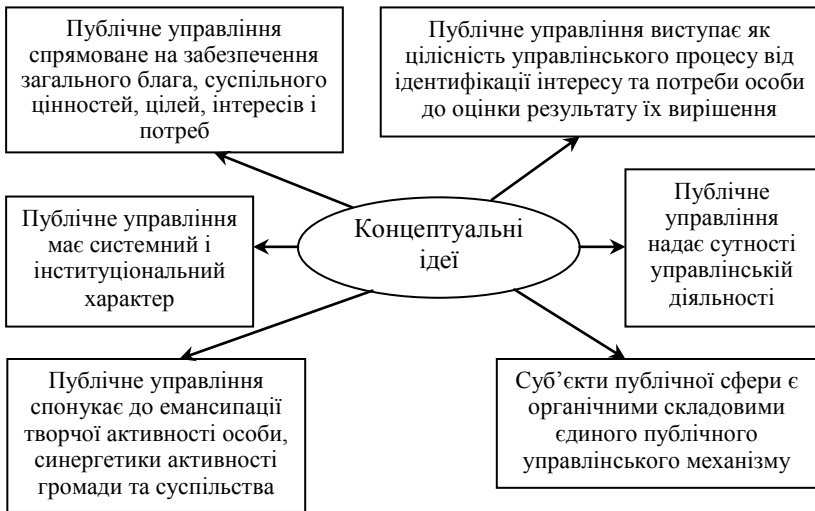 Публічне управління
спрямоване на забезпечення
загального блага, суспільного
цінностей, цілей, інтересів і
потреб
Публічне управління виступає як
цілісність управлінського процесу від
ідентифікації інтересу та потреби особи
до оцінки результату їх вирішення
Публічне управління
має системний і
інституціональний
характер
Концептуальні
ідеї
Публічне
управління
надає сутності
управлінській
діяльності
Публічне управління
спонукає до емансипації
творчої активності особи,
синергетики активності
громади та суспільства
Суб’єкти публічної сфери є
органічними складовими
єдиного публічного
управлінського механізму